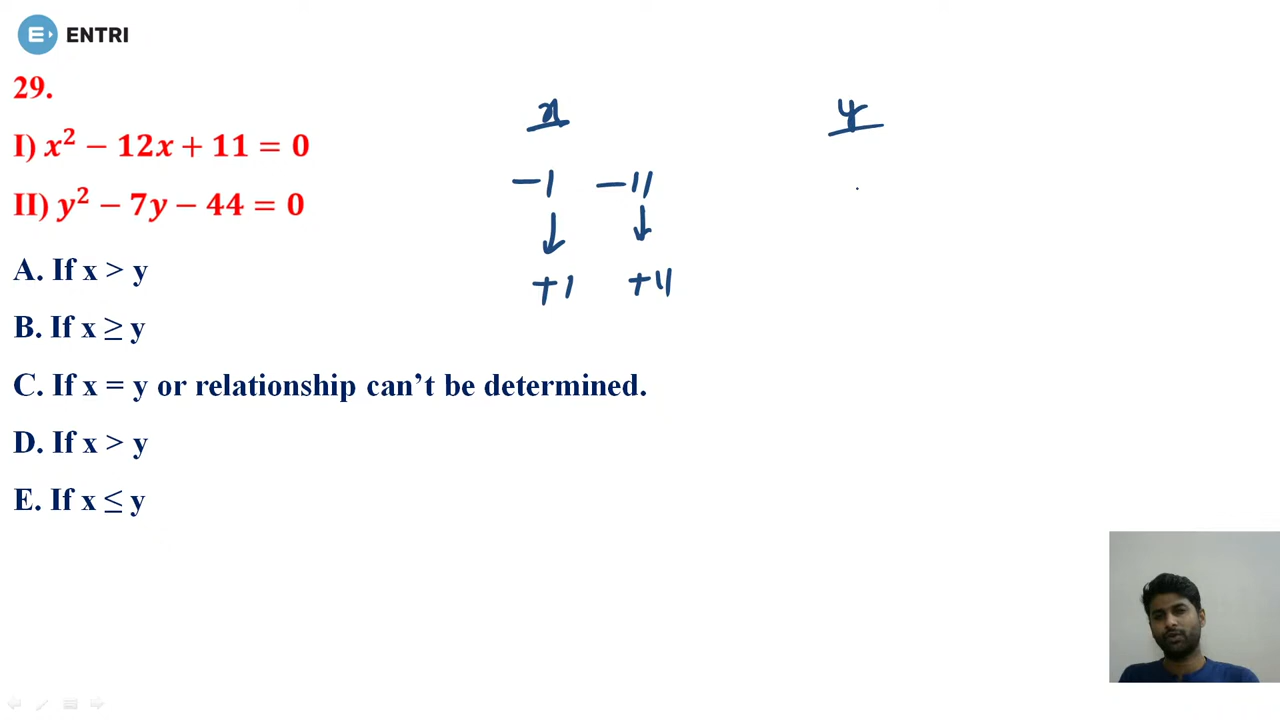 ENTRI
29.
I) x² − 12x + 11 = 0
II) y² − 7y − 44 = 0
A. If x > y
B. If x ≥ y
C. If x = y or relationship can’t be determined.
D. If x > y
E. If x ≤ y
x y
−1 −11
↓ ↓
+1 +11